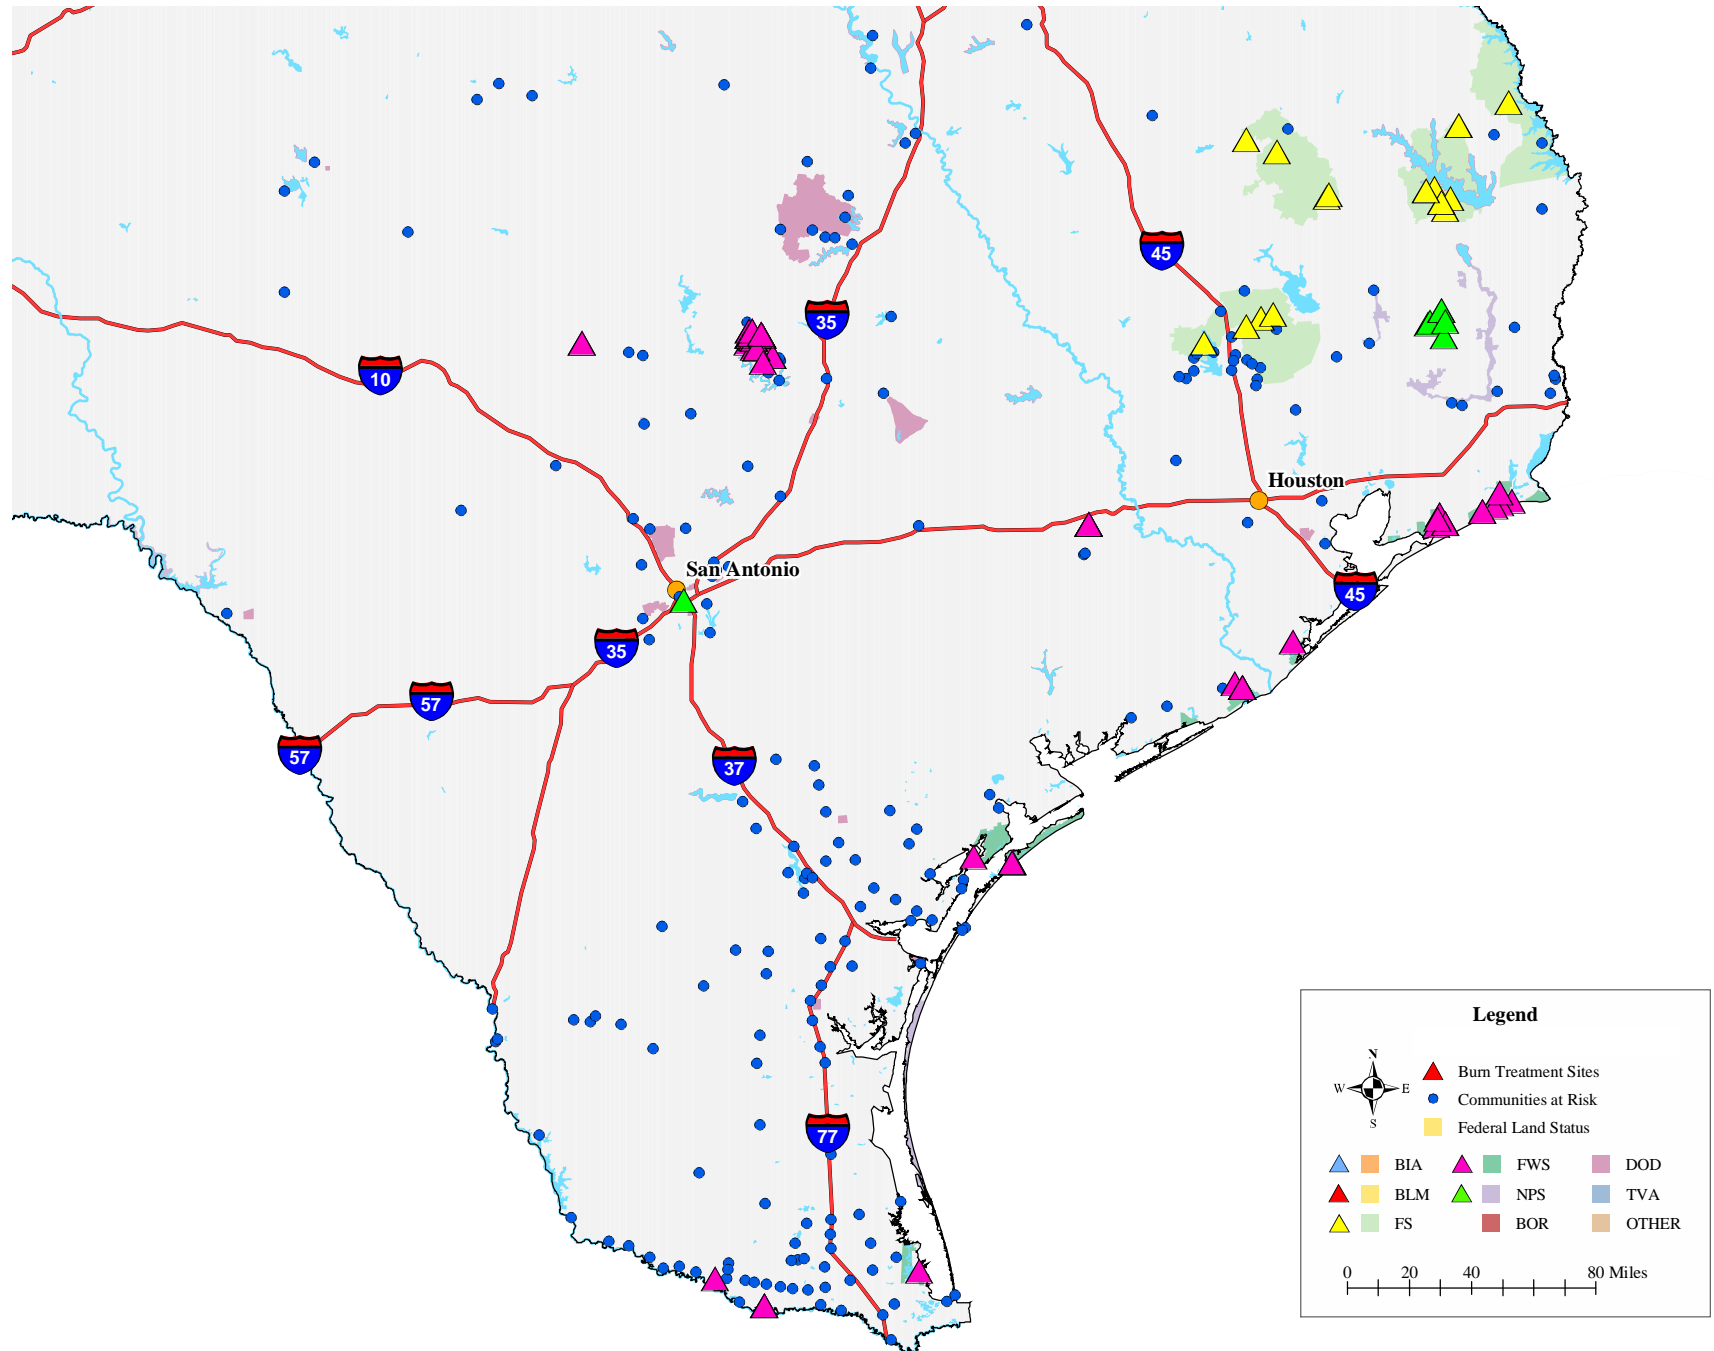 45
35
10
Houston
San Antonio
45
35
57
57
37
77
Legend
N
W E
S
Burn Treatment Sites
Communities at Risk
Federal Land Status
BIA FWS DOD
BLM NPS TVA
FS BOR OTHER
0 20 40 80 Miles